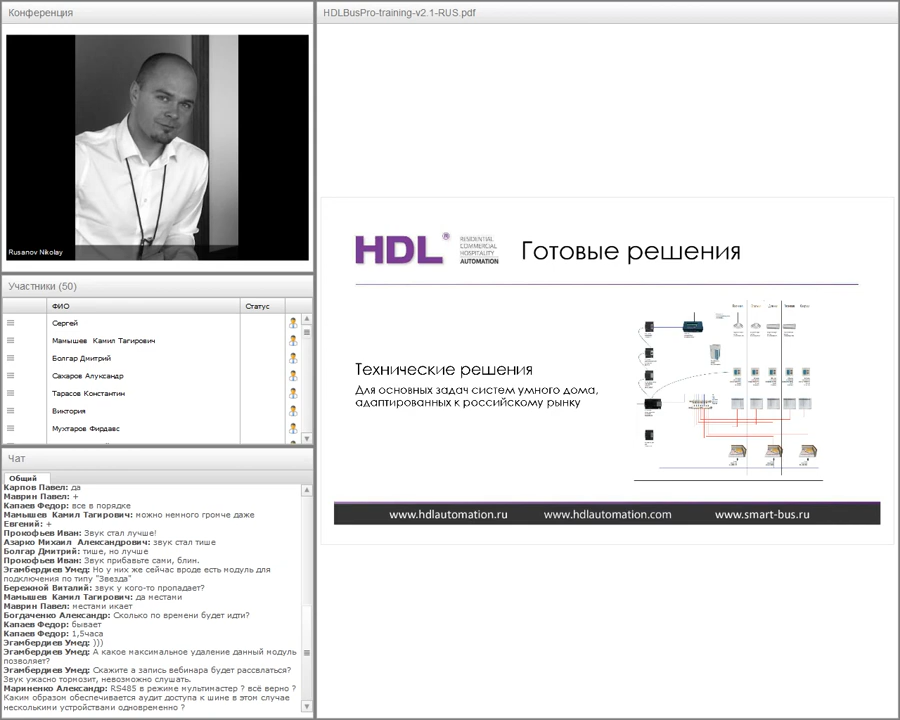 Конференция
Rusanov Nikolay
Участники (50)
ФИО
Статус
Сергей
Мамышев Камил Тагирович
Болгар Дмитрий
Сахаров Алуксандр
Тарасов Константин
Виктория
Мухтаров Фирдавс
Чат
Общий
Карпов Павел: да
Маврин Павел: +
Капаев Федор: все в порядке
Мамышев Камил Тагирович: можно немного громче даже
Евгений: +
Прокофьев Иван: Звук стал лучше!
Азарко Михаил Александрович: звук стал тише
Болгар Дмитрий: тише, но лучше
Прокофьев Иван: Звук прибавьте сами, блин.
Эгамбердиев Умед: Но у них же сейчас вроде есть модуль для
подключения по типу "Звезда"
Бережной Виталий: звук у кого-то пропадает?
Мамышев Камил Тагирович: да местами
Маврин Павел: местами икает
Богдаченко Александр: Сколько по времени будет идти?
Капаев Федор: бывает
Капаев Федор: 1,5часа
Эгамбердиев Умед: )))
Эгамбердиев Умед: А какое максимальное удаление данный модуль
позволяет?
Эгамбердиев Умед: Скажите а запись вебинара будет рассвлаться?
Звук ужасно тормозит, невозможно слушать.
Мариненко Александр: RS485 в режиме мультимастер ? всё верно ?
Каким образом обеспечивается аудит доступа к шине в этом случае
несколькими устройствами одновременно ?
HDLBusPro-training-v2.1-RUS.pdf
HDL®
RESIDENTIAL
COMMERCIAL
HOSPITALITY
AUTOMATION
Готовые решения
Технические решения
Для основных задач систем умного дома,
адаптированных к российскому рынку
www.hdlautomation.ru www.hdlautomation.com www.smart-bus.ru